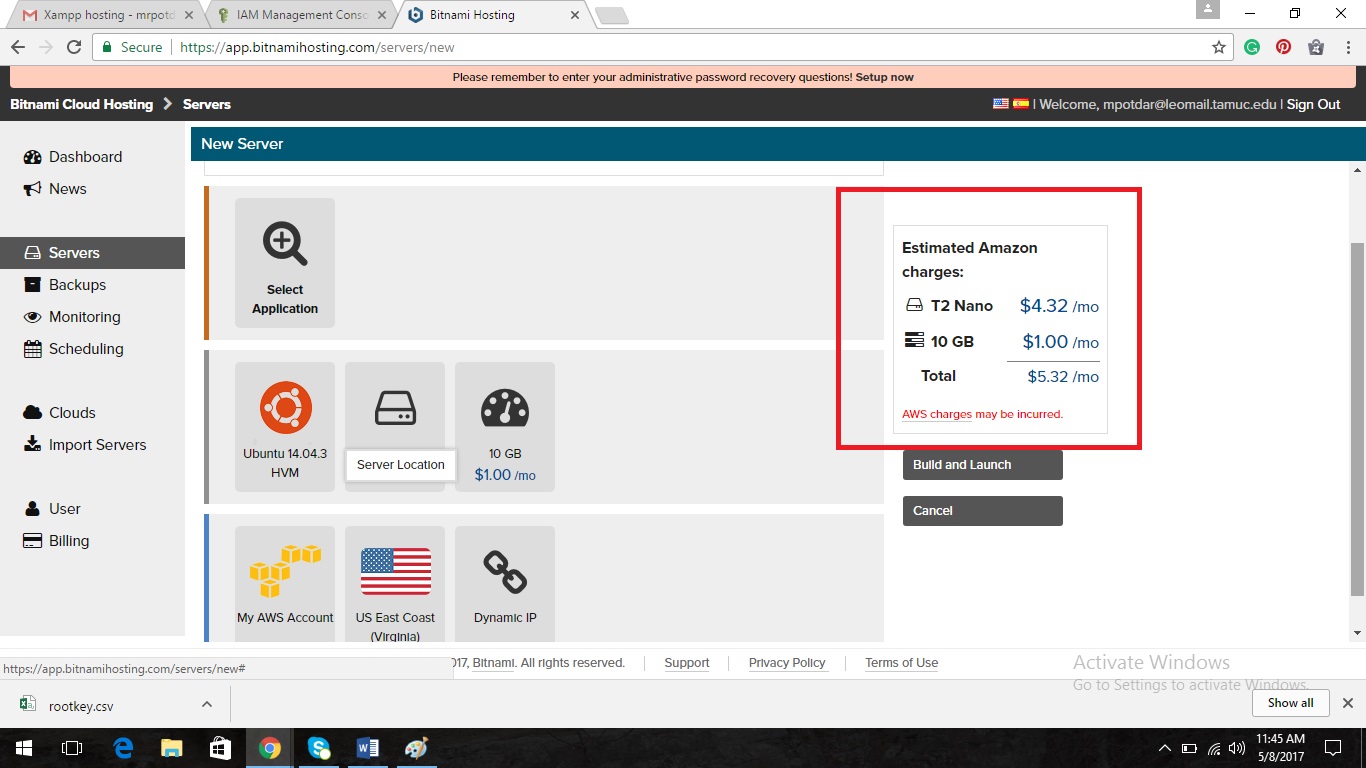 Xampp hosting - mrpotd
IAM Management Conso
Bitnami Hosting
Secure
https://app.bitnamihosting.com/servers/new
Please remember to enter your administrative password recovery questions! Setup now
Bitnami Cloud Hosting
Servers
| Welcome, mpotdar@leomail.tamuc.edu | Sign Out
New Server
Dashboard
News
Servers
Backups
Monitoring
Scheduling
Clouds
Import Servers
User
Billing
Select
Application
Ubuntu 14.04.3
HVM
Server Location
10 GB
$1.00 /mo
My AWS Account
US East Coast
(Virginia)
Dynamic IP
Estimated Amazon
charges:
T2 Nano $4.32 /mo
10 GB $1.00 /mo
Total $5.32 /mo
AWS charges may be incurred.
Build and Launch
Cancel
https://app.bitnamihosting.com/servers/new#
017, Bitnami. All rights reserved.
Support
Privacy Policy
Terms of Use
Activate Windows
Go to Settings to activate Windows.
rootkey.csv
Show all
11:45 AM
5/8/2017